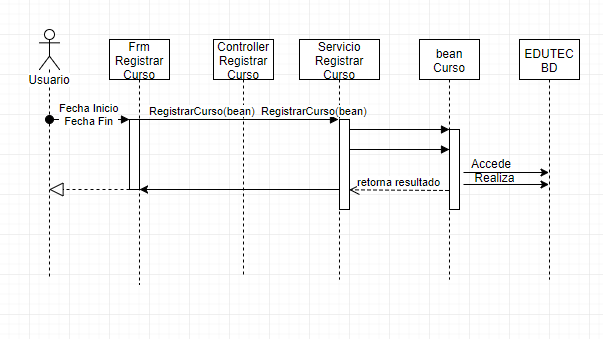 Usuario
Frm
Registrar
Curso
Controller
Registrar
Curso
Servicio
Registrar
Curso
bean
Curso
EDUTEC
BD
Fecha Inicio
Fecha Fin
RegistrarCurso(bean)
RegistrarCurso(bean)
Accede
Realiza
retorna resultado